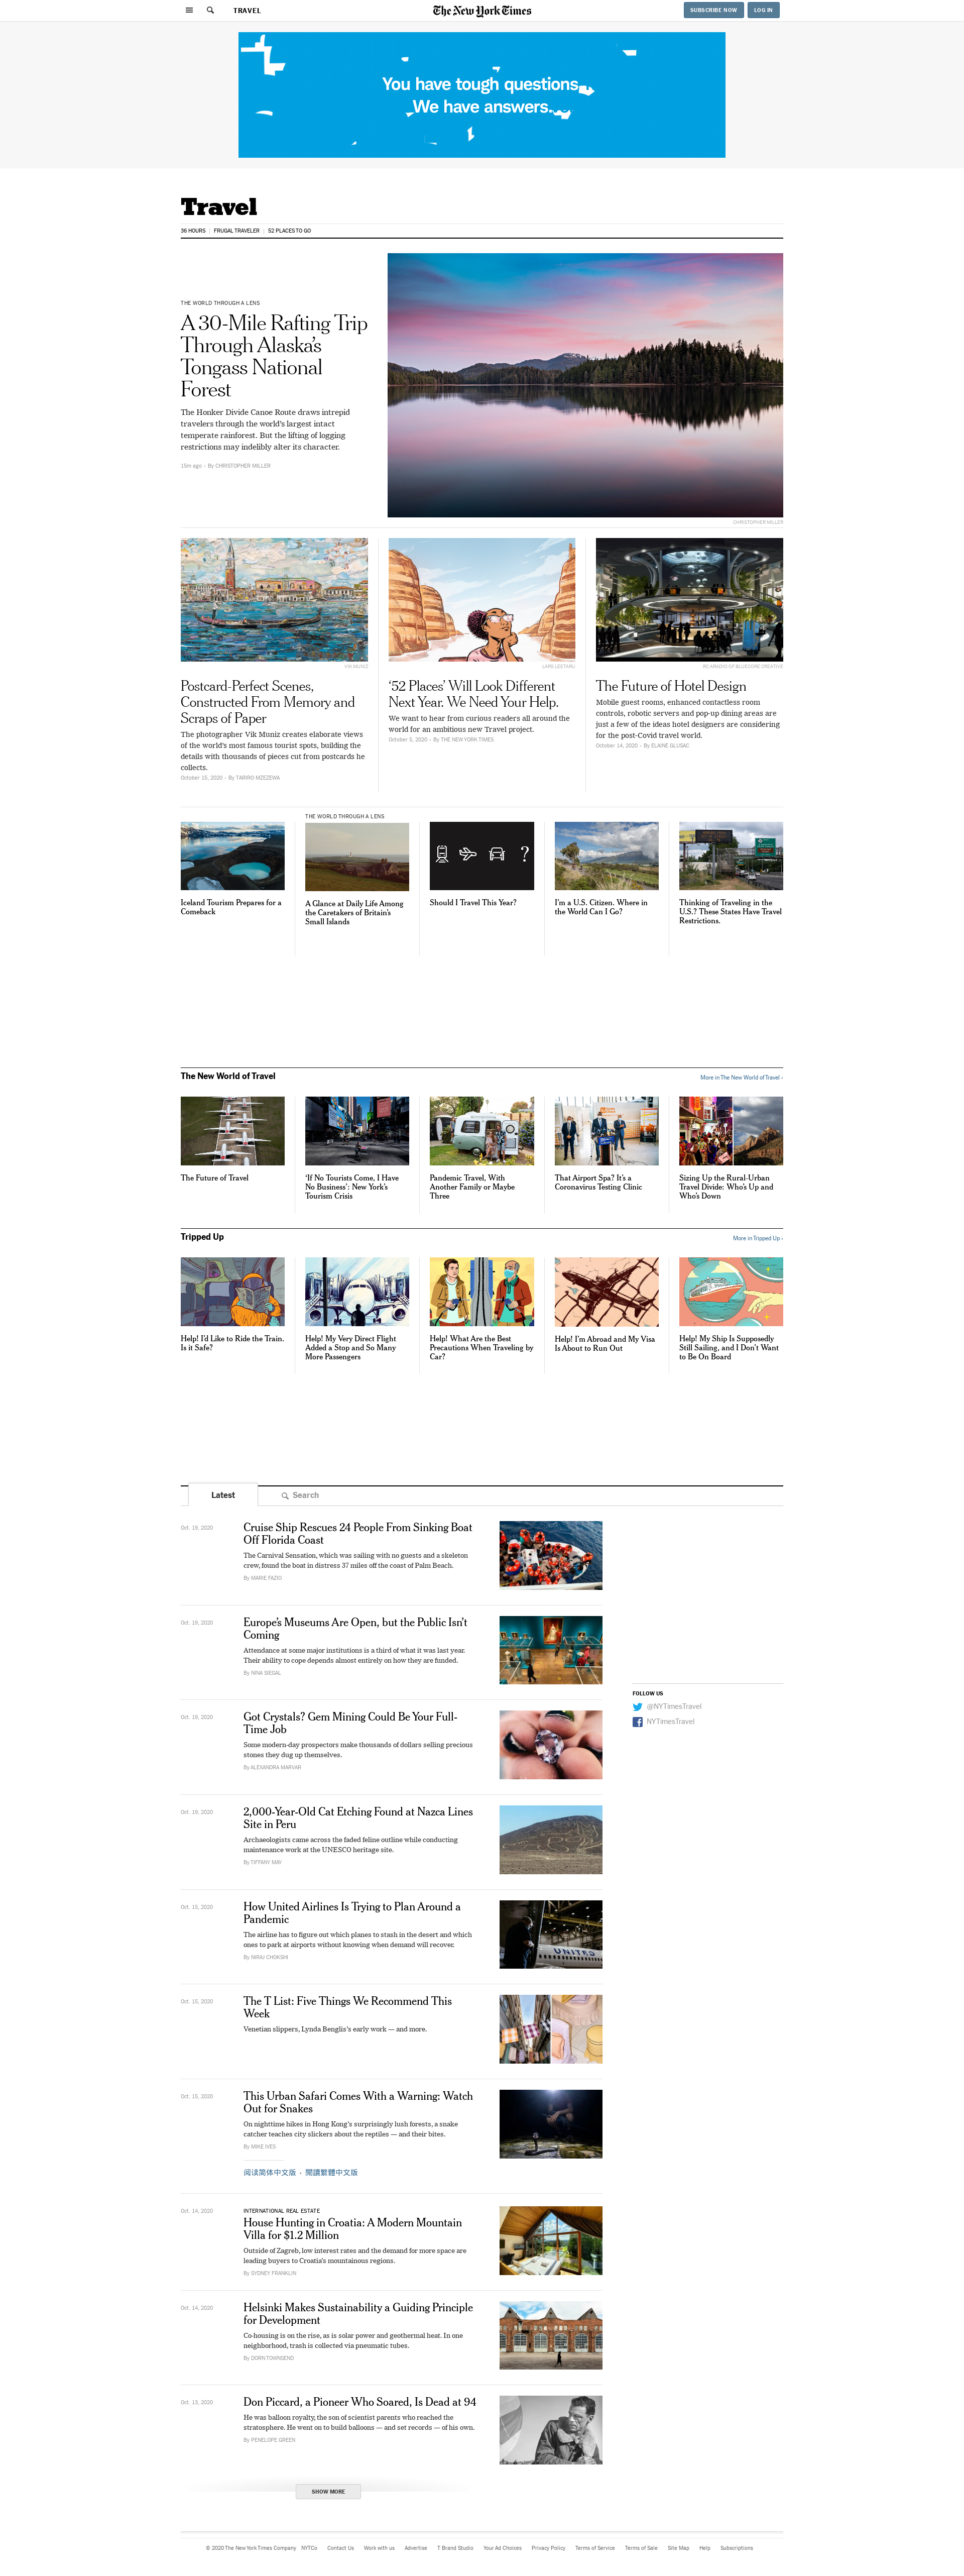 TRAVEL
The New York Times
SUBSCRIBE NOW
LOG IN
You have tough questions.
We have answers.
Travel
36 HOURS
FRUGAL TRAVELER
52 PLACES TO GO
THE WORLD THROUGH A LENS
A 30-Mile Rafting Trip
Through Alaska's
Tongass National
Forest
The Honker Divide Canoe Route draws intrepid
travelers through the world's largest intact
temperate rainforest. But the lifting of logging
restrictions may indelibly alter its character.
15m ago · By CHRISTOPHER MILLER
CHRISTOPHER MILLER
VIK MUNIZ
Postcard-Perfect Scenes,
Constructed From Memory and
Scraps of Paper
The photographer Vik Muniz creates elaborate views
of the world's most famous tourist spots, building the
details with thousands of pieces cut from postcards he
collects.
October 15, 2020 · By TARIRO MZEZEWA
LARS LEETARU
'52 Places' Will Look Different
Next Year. We Need Your Help.
We want to hear from curious readers all around the
world for an ambitious new Travel project.
October 5, 2020 · By THE NEW YORK TIMES
The Future of Hotel Design
Mobile guest rooms, enhanced contactless room
controls, robotic servers and pop-up dining areas are
just a few of the ideas hotel designers are considering
for the post-Covid travel world.
October 14, 2020 · By ELAINE GLUSAC
Iceland Tourism Prepares for a
Comeback
THE WORLD THROUGH A LENS
A Glance at Daily Life Among
the Caretakers of Britain's
Small Islands
Should I Travel This Year?
I'm a U.S. Citizen. Where in
the World Can I Go?
Thinking of Traveling in the
U.S.? These States Have Travel
Restrictions.
The New World of Travel
More in The New World of Travel ›
The Future of Travel
'If No Tourists Come, I Have
No Business': New York's
Tourism Crisis
Pandemic Travel, With
Another Family or Maybe
Three
That Airport Spa? It's a
Coronavirus Testing Clinic
Sizing Up the Rural-Urban
Travel Divide: Who's Up and
Who's Down
Tripped Up
More in Tripped Up ›
Help! I'd Like to Ride the Train.
Is it Safe?
Help! My Very Direct Flight
Added a Stop and So Many
More Passengers
Help! What Are the Best
Precautions When Traveling by
Car?
Help! I'm Abroad and My Visa
Is About to Run Out
Help! My Ship Is Supposedly
Still Sailing, and I Don't Want
to Be On Board
Latest
Search
Oct. 19, 2020
Cruise Ship Rescues 24 People From Sinking Boat
Off Florida Coast
The Carnival Sensation, which was sailing with no guests and a skeleton
crew, found the boat in distress 37 miles off the coast of Palm Beach.
By MARIE FAZIO
Oct. 19, 2020
Europe's Museums Are Open, but the Public Isn't
Coming
Attendance at some major institutions is a third of what it was last year.
Their ability to cope depends almost entirely on how they are funded.
By NINA SIEGAL
FOLLOW US
@NYTimesTravel
NYTimesTravel
Oct. 19, 2020
Got Crystals? Gem Mining Could Be Your Full-
Time Job
Some modern-day prospectors make thousands of dollars selling precious
stones they dug up themselves.
By ALEXANDRA MARVAR
Oct. 19, 2020
2,000-Year-Old Cat Etching Found at Nazca Lines
Site in Peru
Archaeologists came across the faded feline outline while conducting
maintenance work at the UNESCO heritage site.
By TIFFANY MAY
Oct. 15, 2020
How United Airlines Is Trying to Plan Around a
Pandemic
The airline has to figure out which planes to stash in the desert and which
ones to park at airports without knowing when demand will recover.
By NIRAJ CHOKSHI
UNITED
Oct. 15, 2020
The T List: Five Things We Recommend This
Week
Venetian slippers, Lynda Benglis's early work — and more.
Oct. 15, 2020
This Urban Safari Comes With a Warning: Watch
Out for Snakes
On nighttime hikes in Hong Kong's surprisingly lush forests, a snake
catcher teaches city slickers about the reptiles — and their bites.
By MIKE IVES
阅读简体中文版 · 閱讀繁體中文版
Oct. 14, 2020
INTERNATIONAL REAL ESTATE
House Hunting in Croatia: A Modern Mountain
Villa for $1.2 Million
Outside of Zagreb, low interest rates and the demand for more space are
leading buyers to Croatia's mountainous regions.
By SYDNEY FRANKLIN
Oct. 14, 2020
Helsinki Makes Sustainability a Guiding Principle
for Development
Co-housing is on the rise, as is solar power and geothermal heat. In one
neighborhood, trash is collected via pneumatic tubes.
By DORN TOWNSEND
Oct. 13, 2020
Don Piccard, a Pioneer Who Soared, Is Dead at 94
He was balloon royalty, the son of scientist parents who reached the
stratosphere. He went on to build balloons — and set records — of his own.
By PENELOPE GREEN
SHOW MORE
© 2020 The New York Times Company
NYTCo
Contact Us
Work with us
Advertise
T Brand Studio
Your Ad Choices
Privacy Policy
Terms of Service
Terms of Sale
Site Map
Help
Subscriptions